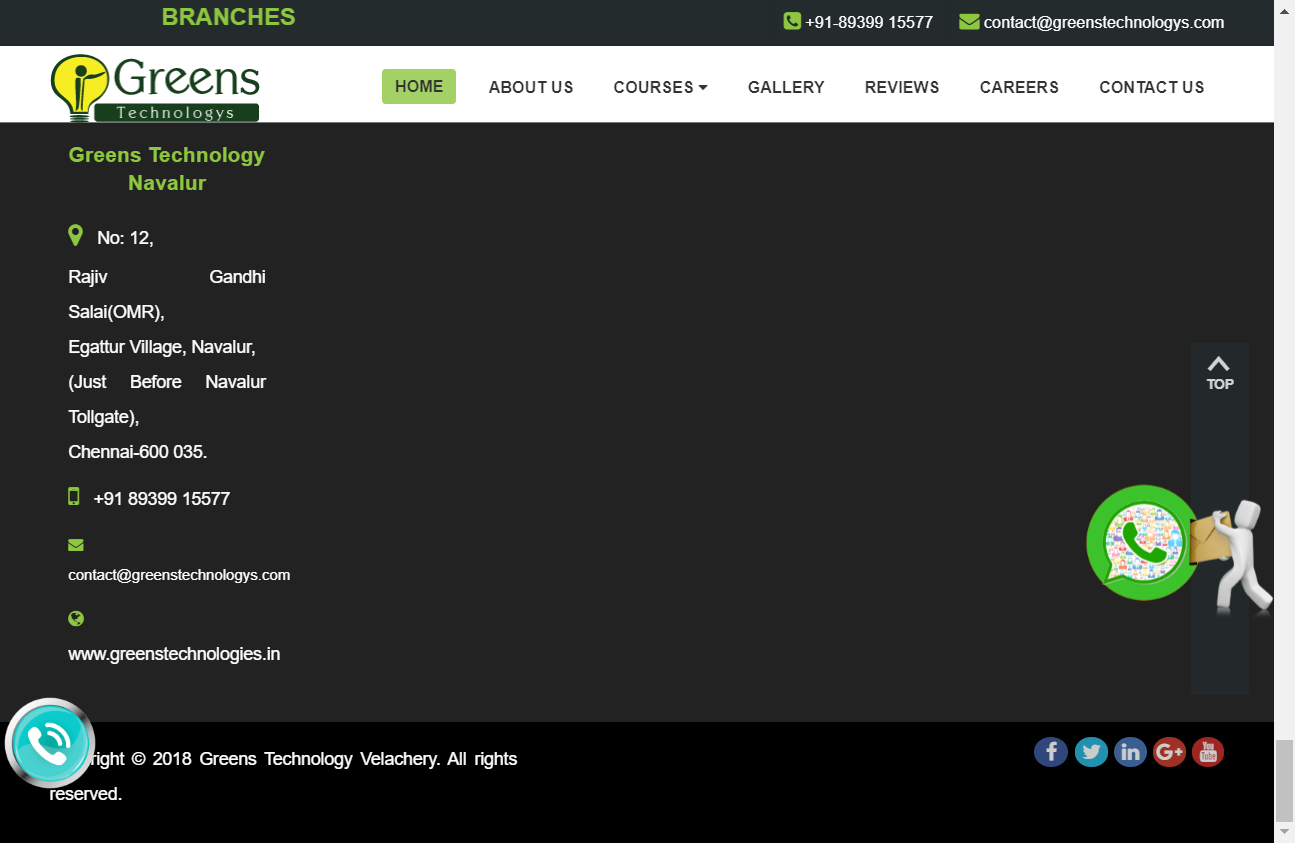 BRANCHES
+91-89399 15577
contact@greenstechnologys.com
Greens
Technologys
HOME
ABOUT US
COURSES
GALLERY
REVIEWS
CAREERS
CONTACT US
Greens Technology
Navalur
No: 12,
Rajiv Gandhi
Salai(OMR),
Egattur Village, Navalur,
(Just Before Navalur
Tollgate),
Chennai-600 035.
TOP
+91 89399 15577
contact@greenstechnologys.com
www.greenstechnologies.in
right © 2018 Greens Technology Velachery. All rights
reserved.
You
Tube